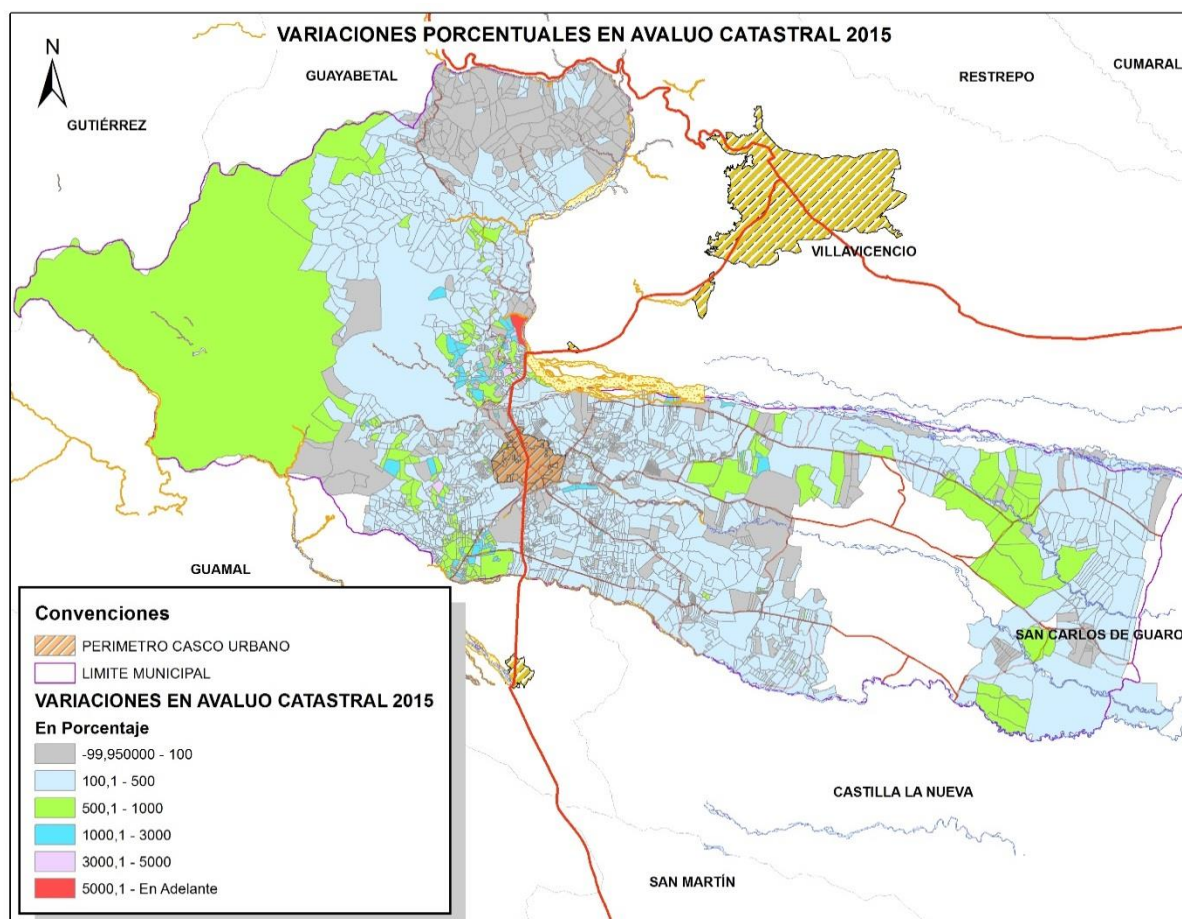 VARIACIONES PORCENTUALES EN AVALUO CATASTRAL 2015
N
GUAYABETAL
RESTREPO
CUMARAL
GUTIÉRREZ
VILLAVICENCIO
GUAMAL
SAN CARLOS DE GUARO
CASTILLA LA NUEVA
SAN MARTÍN
Convenciones
PERIMETRO CASCO URBANO
LIMITE MUNICIPAL
VARIACIONES EN AVALUO CATASTRAL 2015
En Porcentaje
-99,950000 - 100
100,1 - 500
500,1 - 1000
1000,1 - 3000
3000,1 - 5000
5000,1 - En Adelante